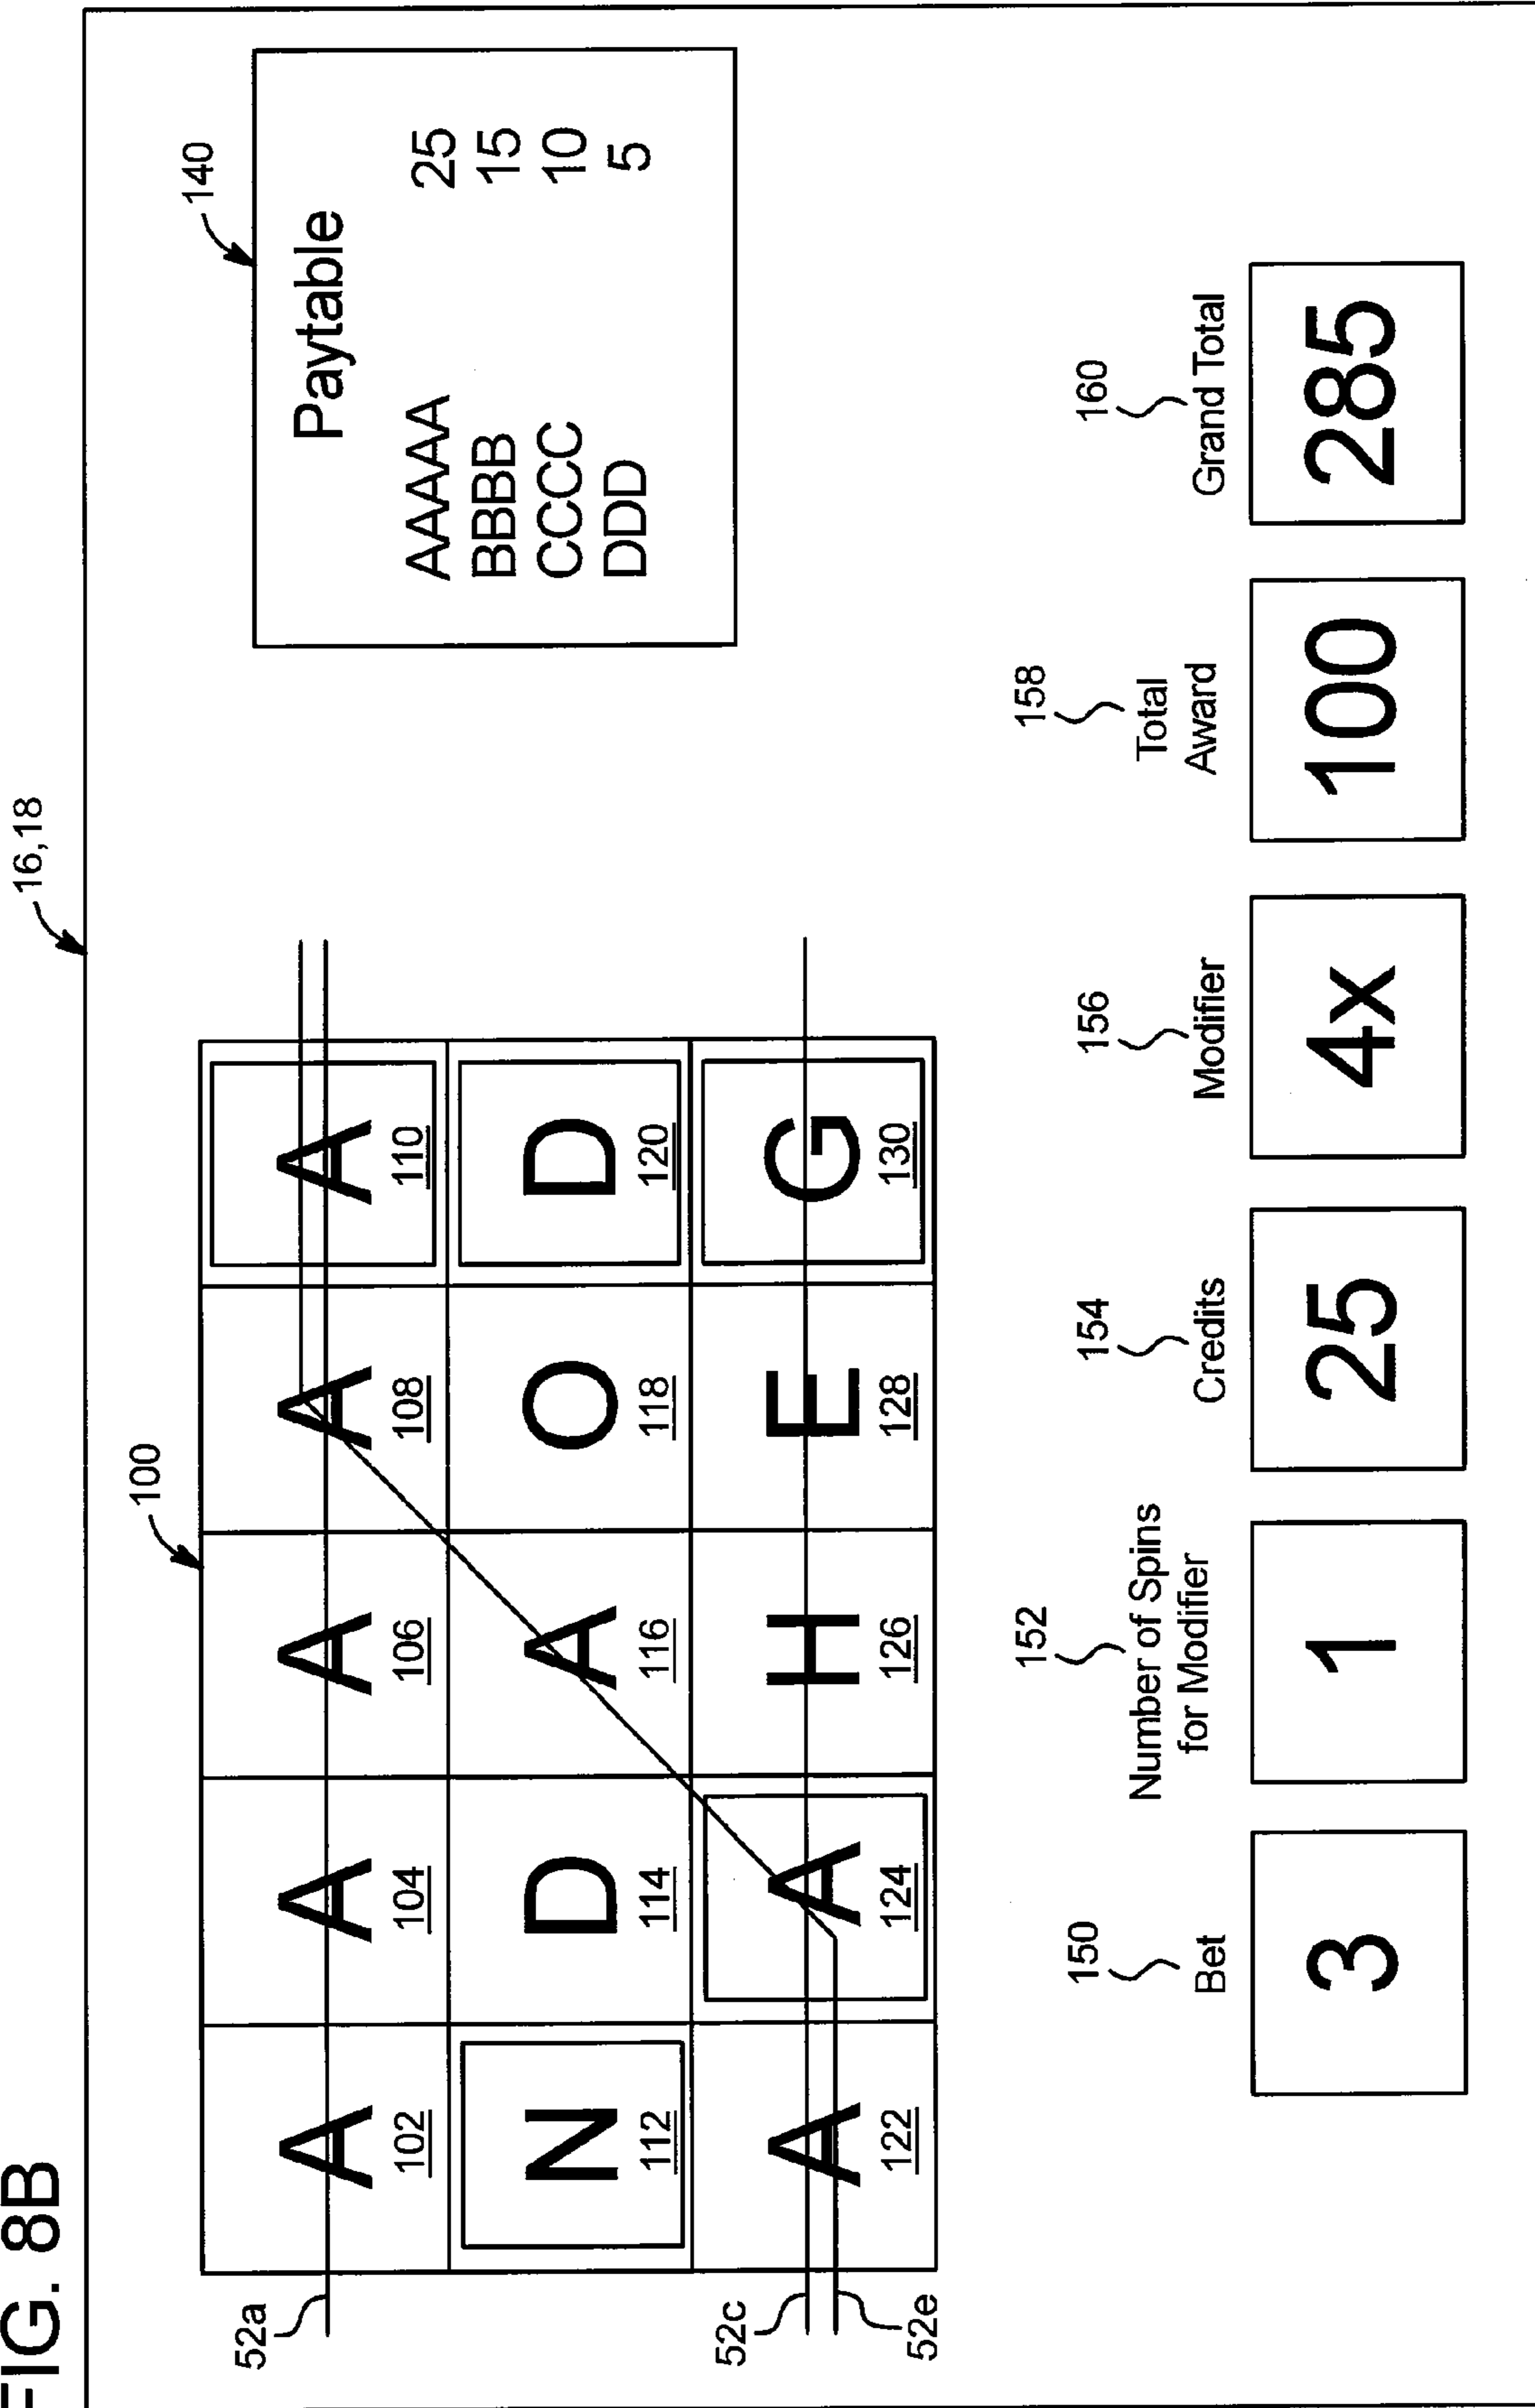 FIG. 8B
16,18
100
140
52a
A A A A A
102 104 106 108 110
N D A O D
112 114 116 118 120
52c
A A H E G
52e
122 124 126 128 130
Paytable
AAAAA 25
BBBB 15
CCCC 10
DDD 5
150 152 154 156 158 160
Bet
Number of Spins
for Modifier
Credits
Modifier
Total
Award
Grand Total
3 1 25 4x 100 285